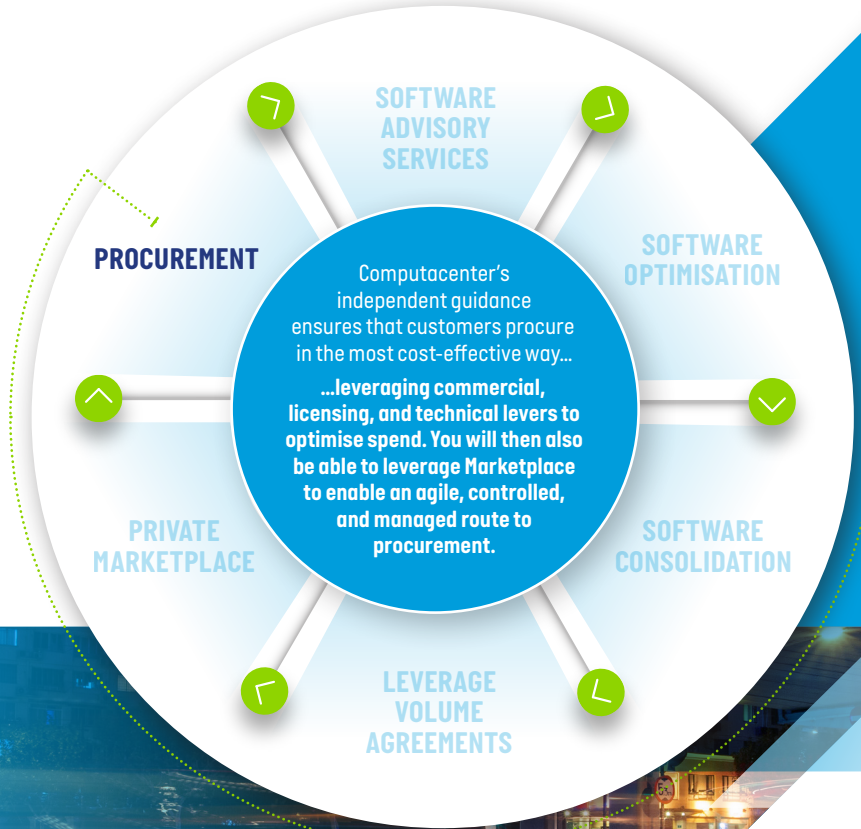 SOFTWARE
ADVISORY
SERVICES
SOFTWARE
OPTIMISATION
SOFTWARE
CONSOLIDATION
LEVERAGE
VOLUME
AGREEMENTS
PRIVATE
MARKETPLACE
PROCUREMENT
Computacenter's
independent guidance
ensures that customers procure
in the most cost-effective way...
...leveraging commercial,
licensing, and technical levers to
optimise spend. You will then also
be able to leverage Marketplace
to enable an agile, controlled,
and managed route to
procurement.